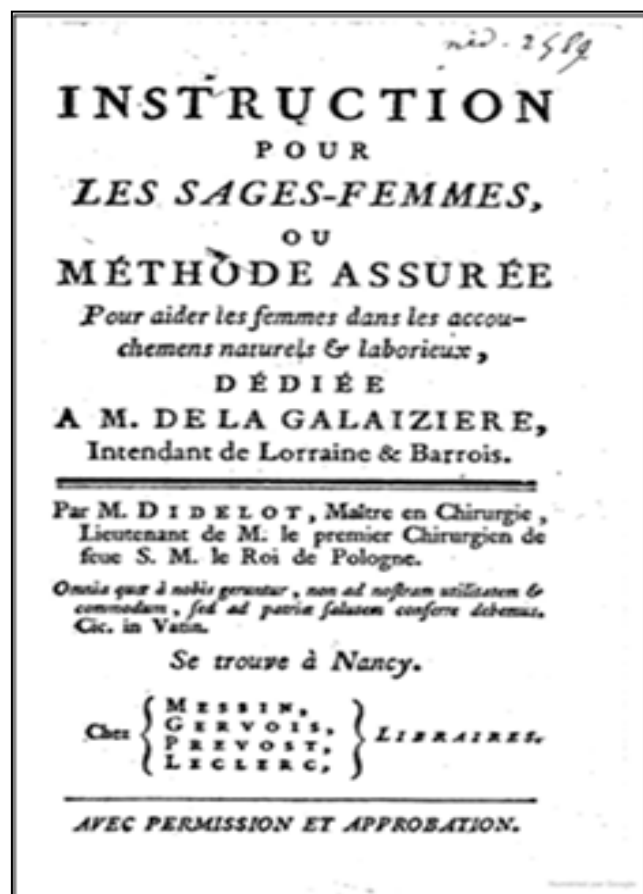 néd. 2589
INSTRUCTION
POUR
LES SAGES-FEMMES,
OU
MÉTHODE ASSURÉE
Pour aider les femmes dans les accou-
chemens naturels & laborieux,
DÉDIÉE
A M. DE LA GALAIZIERE,
Intendant de Lorraine & Barrois.
Par M. DIDELOT, Maître en Chirurgie,
Lieutenant de M. le premier Chirurgien de
feue S. M. le Roi de Pologne.
Omnia quæ à nobis geruntur, non ad nostram utilitatem &
commodum, sed ad patriæ salutem conferre debemus.
Cic. in Vatin.
Se trouve à Nancy.
MESSIN,
GERVOIS,
Chez { PREVOST, } LIBRAIRES.
LECLERC,
AVEC PERMISSION ET APPROBATION.